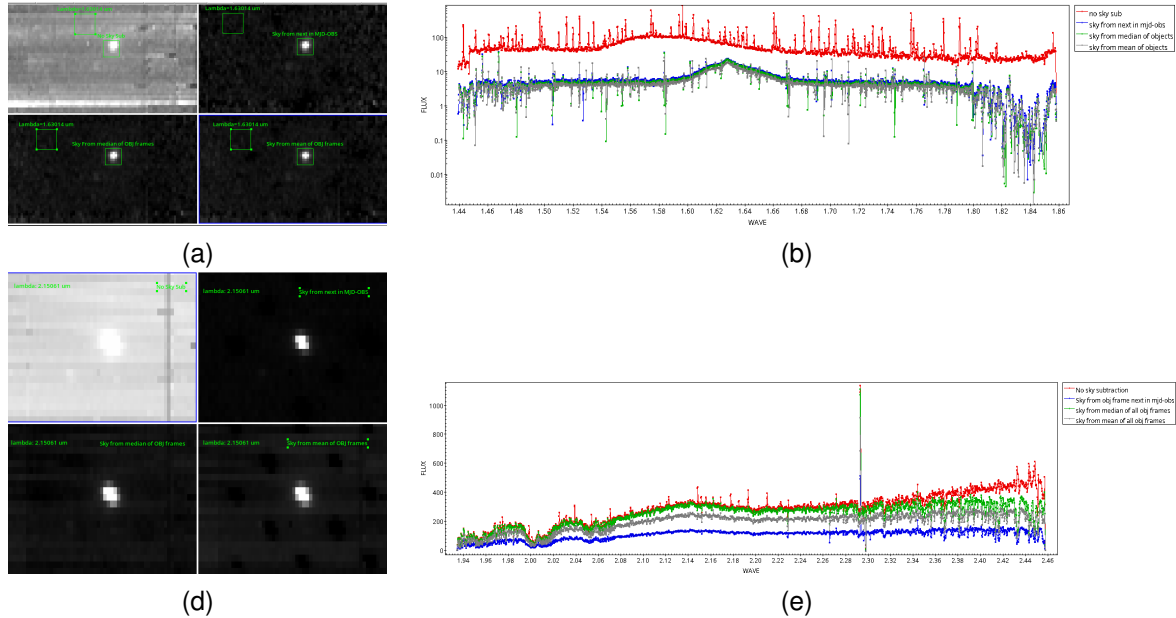 Lambda=1.63014 um
Sky from next in MJD-OBS
Lambda=1.63014 um
Sky From median of OBJ frames
Lambda=1.63014 um
Sky From mean of OBJ frames
(a)
FLUX
100
10
1
0.1
0.01
1.44 1.46 1.48 1.50 1.52 1.54 1.56 1.58 1.60 1.62 1.64 1.66 1.68 1.70 1.72 1.74 1.76 1.78 1.80 1.82 1.84 1.86
WAVE
no sky sub
sky from next in mjd-obs
sky from median of objects
sky from mean of objects
(b)
lambda: 2.15061 um
No Sky Sub
lambda: 2.15061 um
Sky from next in MJD-OBS
lambda: 2.15061 um
Sky from median of OBJ frames
lambda: 2.15061 um
Sky from mean of OBJ frames
(d)
FLUX
1000
800
600
400
200
0
1.94 1.96 1.98 2.00 2.02 2.04 2.06 2.08 2.10 2.12 2.14 2.16 2.18 2.20 2.22 2.24 2.26 2.28 2.30 2.32 2.34 2.36 2.38 2.40 2.42 2.44 2.46
WAVE
No sky subtraction
Sky from obj frame next in mjd-obs
sky from median of all obj frames
sky from mean of all obj frames
(e)